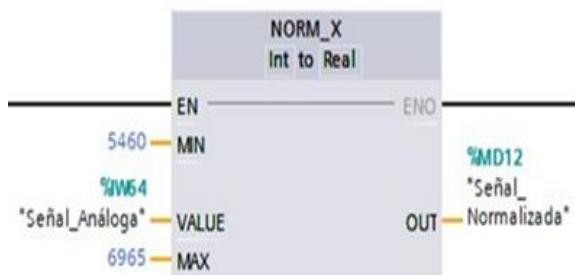 NORM_X
Int to Real
EN
ENO
5460
MIN
%MD12
"Señal_
Normalizada"
%IW64
"Señal_Análoga"
VALUE
OUT
6965
MAX